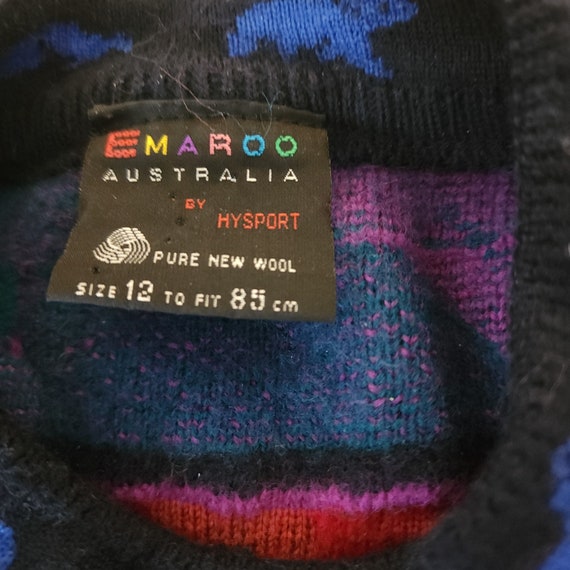 EMAROO
AUSTRALIA
BY
HYSPORT
PURE NEW WOOL
SIZE 12 TO FIT 85 cm